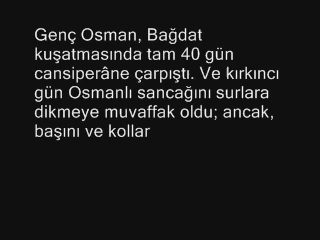 Genç Osman, Bağdat
kuşatmasında tam 40 gün
cansiperâne çarpıştı. Ve kırkıncı
gün Osmanlı sancağını surlara
dikmeye muvaffak oldu; ancak,
başını ve kollar